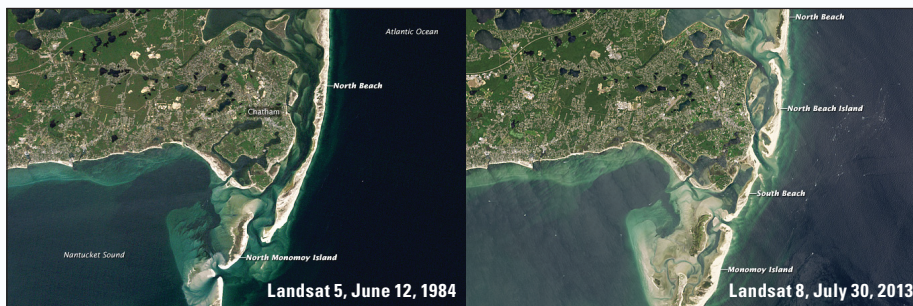 Atlantic Ocean
North Beach
Chatham
Nantucket Sound
North Monomoy Island
Landsat 5, June 12, 1984
North Beach
North Beach Island
South Beach
Monomoy Island
Landsat 8, July 30, 2013